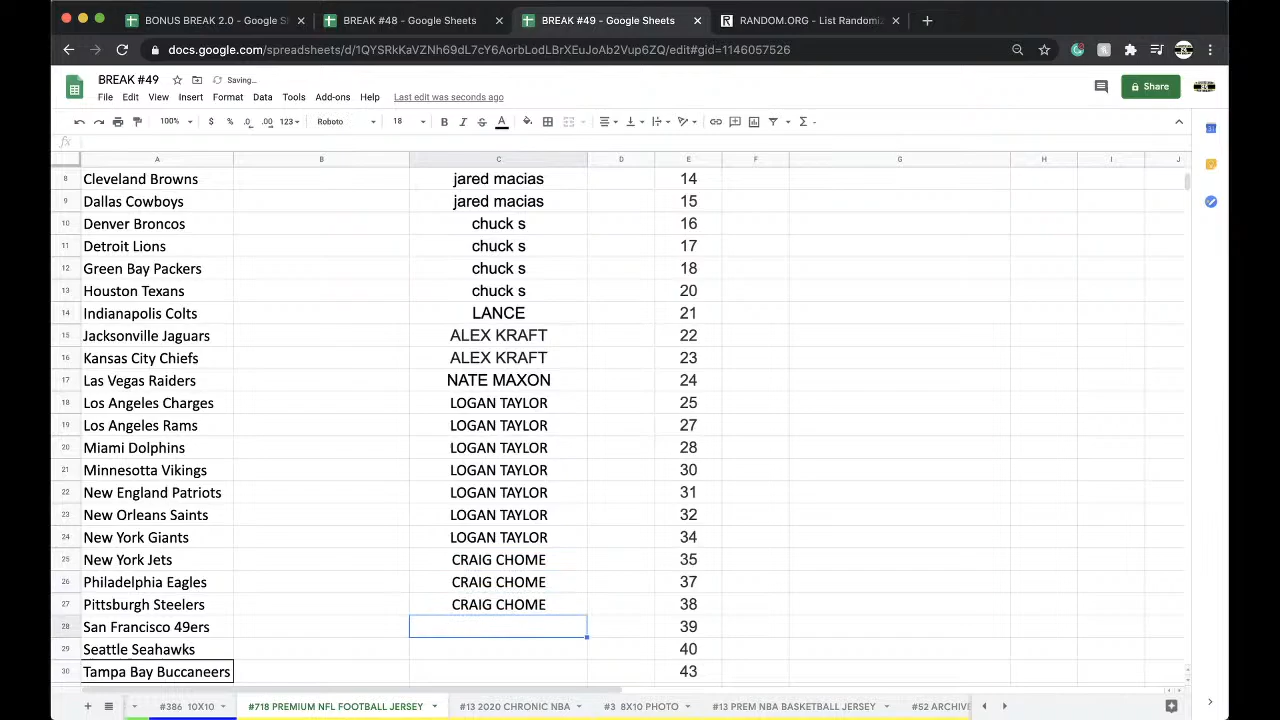 BONUS BREAK 2.0 - Google S
BREAK #48 - Google Sheets
BREAK #49 - Google Sheets
RANDOM.ORG - List Randomi
docs.google.com/spreadsheets/d/1QYSRkKaVZNh69dL7cY6AorbLodLBrXEuJoAb2Vup6ZQ/edit#gid=1146057526
BREAK #49 Saving...
File Edit View Insert Format Data Tools Add-ons Help Last edit was seconds ago
Share
100% $ % .0 .00 123 Roboto 18 B I S A
fx
A B C D E F G H I J
8 Cleveland Browns jared macias 14
9 Dallas Cowboys jared macias 15
10 Denver Broncos chuck s 16
11 Detroit Lions chuck s 17
12 Green Bay Packers chuck s 18
13 Houston Texans chuck s 20
14 Indianapolis Colts LANCE 21
15 Jacksonville Jaguars ALEX KRAFT 22
16 Kansas City Chiefs ALEX KRAFT 23
17 Las Vegas Raiders NATE MAXON 24
18 Los Angeles Charges LOGAN TAYLOR 25
19 Los Angeles Rams LOGAN TAYLOR 27
20 Miami Dolphins LOGAN TAYLOR 28
21 Minnesotta Vikings LOGAN TAYLOR 30
22 New England Patriots LOGAN TAYLOR 31
23 New Orleans Saints LOGAN TAYLOR 32
24 New York Giants LOGAN TAYLOR 34
25 New York Jets CRAIG CHOME 35
26 Philadelphia Eagles CRAIG CHOME 37
27 Pittsburgh Steelers CRAIG CHOME 38
28 San Francisco 49ers 39
29 Seattle Seahawks 40
30 Tampa Bay Buccaneers 43
#386 10X10 #718 PREMIUM NFL FOOTBALL JERSEY #13 2020 CHRONIC NBA #3 8X10 PHOTO #13 PREM NBA BASKETBALL JERSEY #52 ARCHIVE